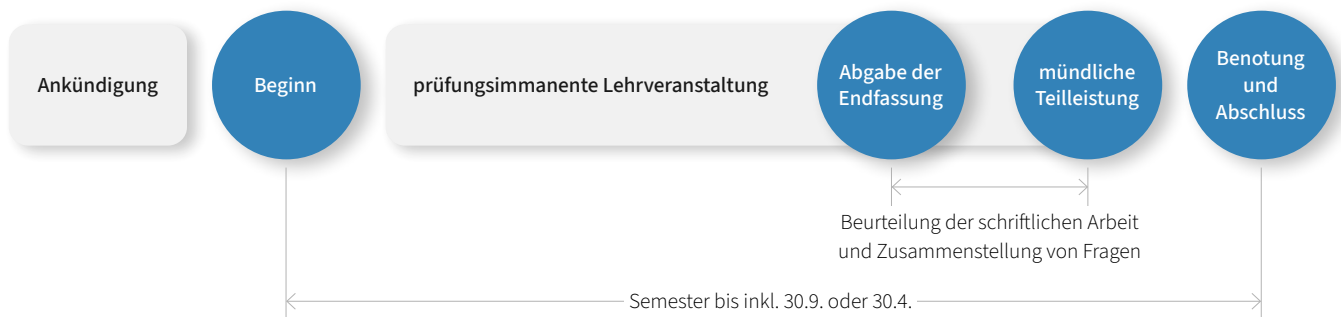 Ankündigung
Beginn
prüfungsimmanente Lehrveranstaltung
Abgabe der
Endfassung
mündliche
Teilleistung
Benotung
und
Abschluss
Beurteilung der schriftlichen Arbeit
und Zusammenstellung von Fragen
Semester bis inkl. 30.9. oder 30.4.